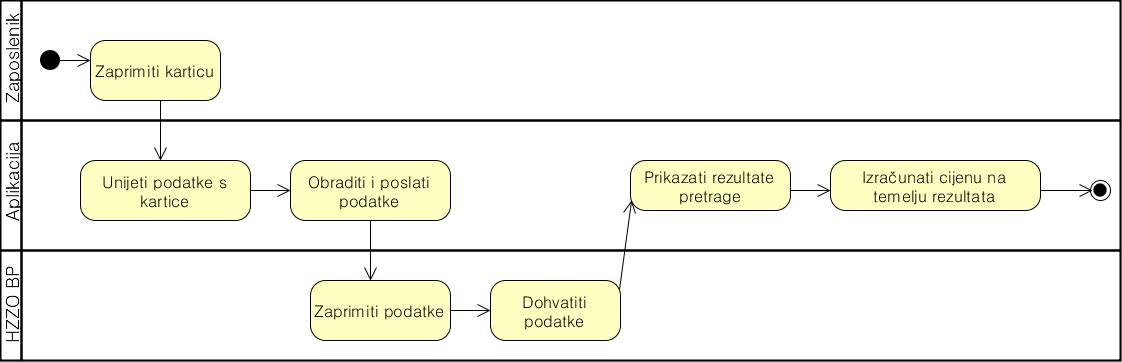 Zaposlenik
Zaprimiti karticu
Aplikacija
Unijeti podatke s
kartice
Obraditi i poslati
podatke
Prikazati rezultate
pretrage
Izračunati cijenu na
temelju rezultata
HZZO BP
Zaprimiti podatke
Dohvatiti
podatke